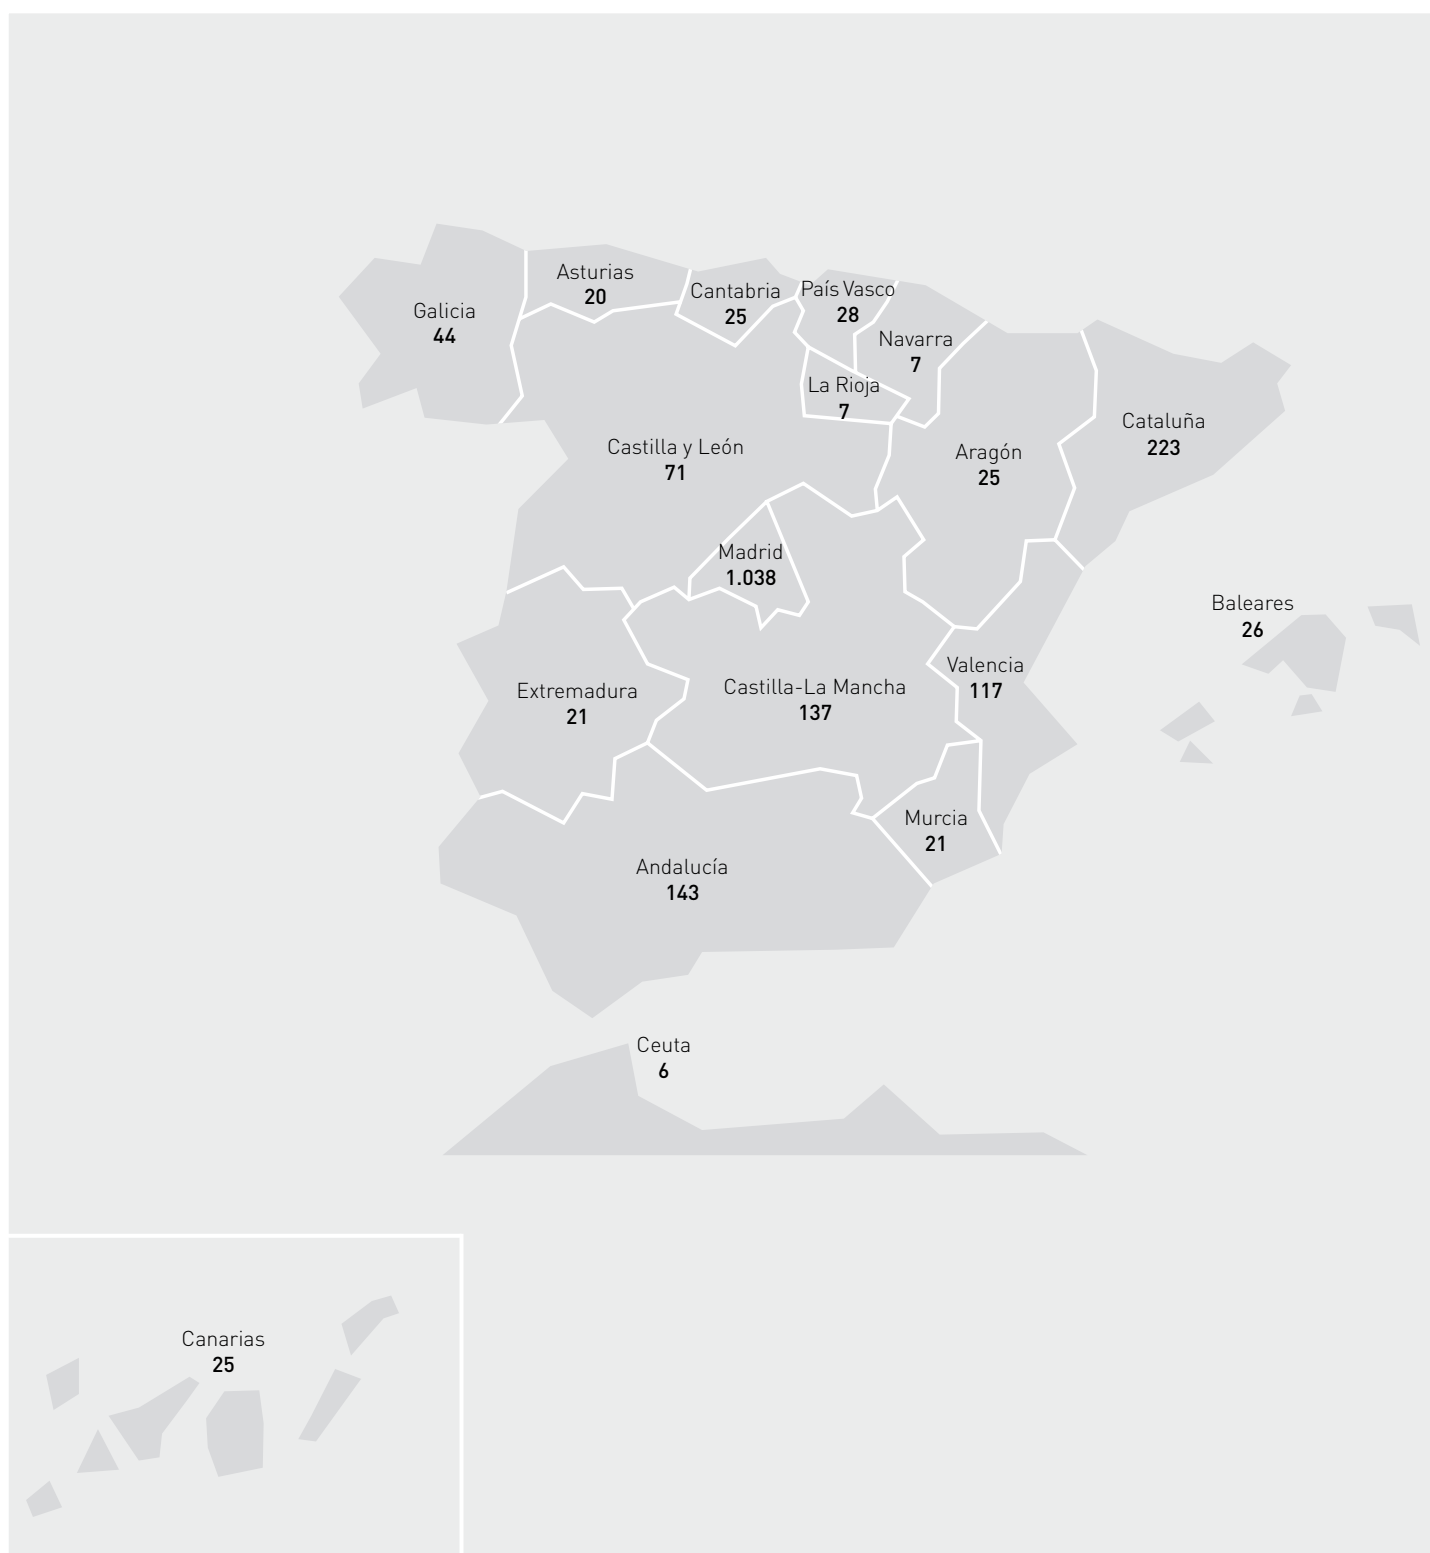 Asturias
20
Cantabria
25
País Vasco
28
Galicia
44
Navarra
7
La Rioja
7
Cataluña
223
Castilla y León
71
Aragón
25
Madrid
1.038
Baleares
26
Valencia
117
Extremadura
21
Castilla-La Mancha
137
Murcia
21
Andalucía
143
Ceuta
6
Canarias
25